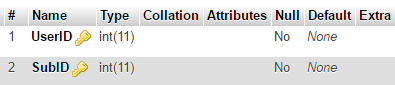 # Name Type Collation Attributes Null Default Extra
1 UserID int(11) No None
2 SubID int(11) No None